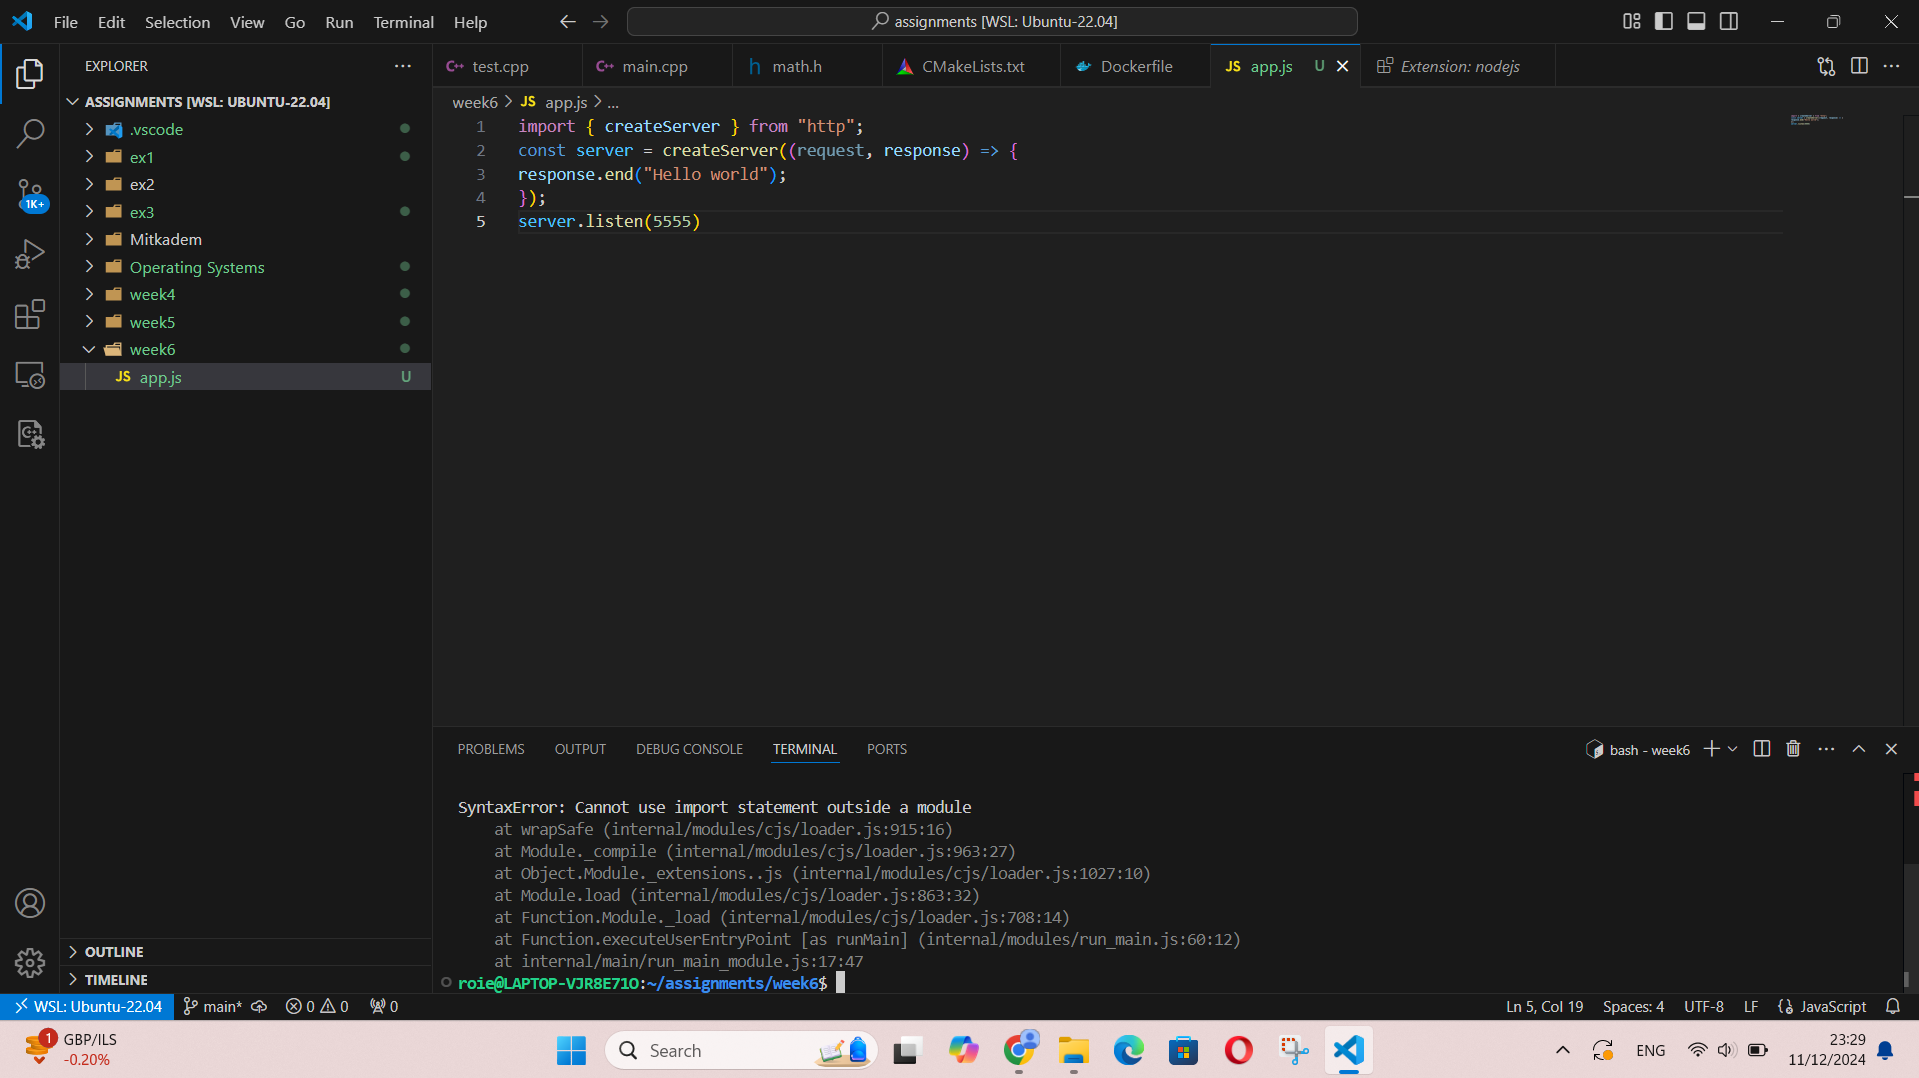 File Edit Selection View Go Run Terminal Help
assignments [WSL: Ubuntu-22.04]
EXPLORER
test.cpp
main.cpp
h math.h
CMakeLists.txt
Dockerfile
JS app.js U
Extension: nodejs
ASSIGNMENTS [WSL: UBUNTU-22.04]
.vscode
ex1
ex2
ex3
Mitkadem
Operating Systems
week4
week5
week6
JS app.js U
1K+
OUTLINE
TIMELINE
week6 > JS app.js > ...
1 import { createServer } from "http";
2 const server = createServer((request, response) => {
3 response.end("Hello world");
4 });
5 server.listen(5555)
PROBLEMS OUTPUT DEBUG CONSOLE TERMINAL PORTS
bash - week6
SyntaxError: Cannot use import statement outside a module
at wrapSafe (internal/modules/cjs/loader.js:915:16)
at Module._compile (internal/modules/cjs/loader.js:963:27)
at Object.Module._extensions..js (internal/modules/cjs/loader.js:1027:10)
at Module.load (internal/modules/cjs/loader.js:863:32)
at Function.Module._load (internal/modules/cjs/loader.js:708:14)
at Function.executeUserEntryPoint [as runMain] (internal/modules/run_main.js:60:12)
at internal/main/run_main_module.js:17:47
roie@LAPTOP-VJR8E71O:~/assignments/week6$
WSL: Ubuntu-22.04 main* 0 0 0
Ln 5, Col 19 Spaces: 4 UTF-8 LF JavaScript
1 GBP/ILS
-0.20%
Search
ENG
23:29
11/12/2024